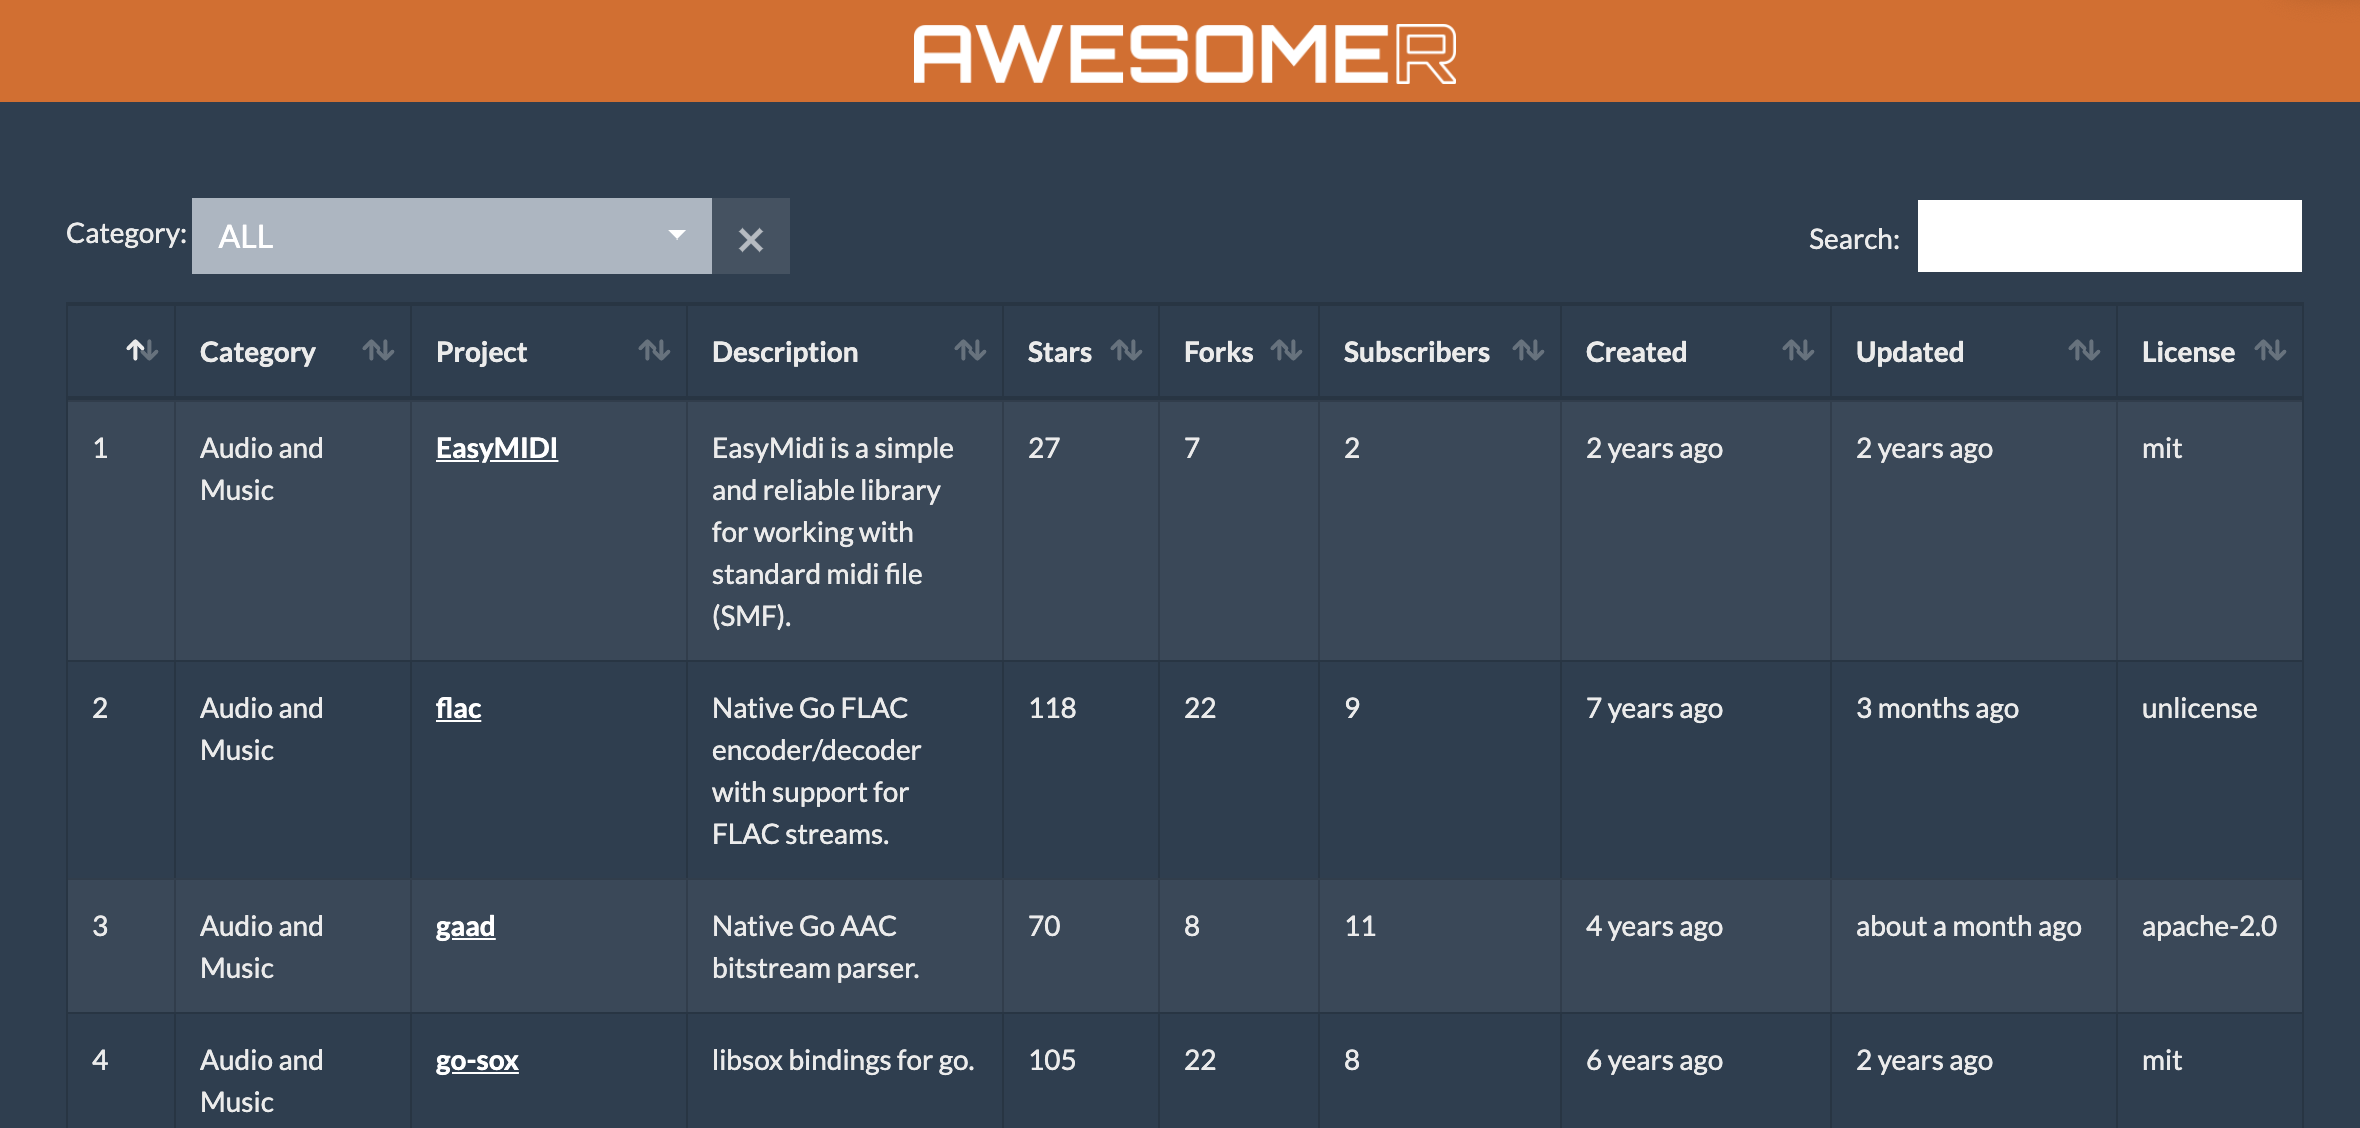 AWESOMER
Category: ALL
Search:
Category Project Description Stars Forks Subscribers Created Updated License
1 Audio and EasyMIDI EasyMidi is a simple 27 7 2 2 years ago 2 years ago mit
Music and reliable library
for working with
standard midi file
(SMF).
2 Audio and flac Native Go FLAC 118 22 9 7 years ago 3 months ago unlicense
Music encoder/decoder
with support for
FLAC streams.
3 Audio and gaad Native Go AAC 70 8 11 4 years ago about a month ago apache-2.0
Music bitstream parser.
4 Audio and go-sox libsox bindings for go. 105 22 8 6 years ago 2 years ago mit
Music